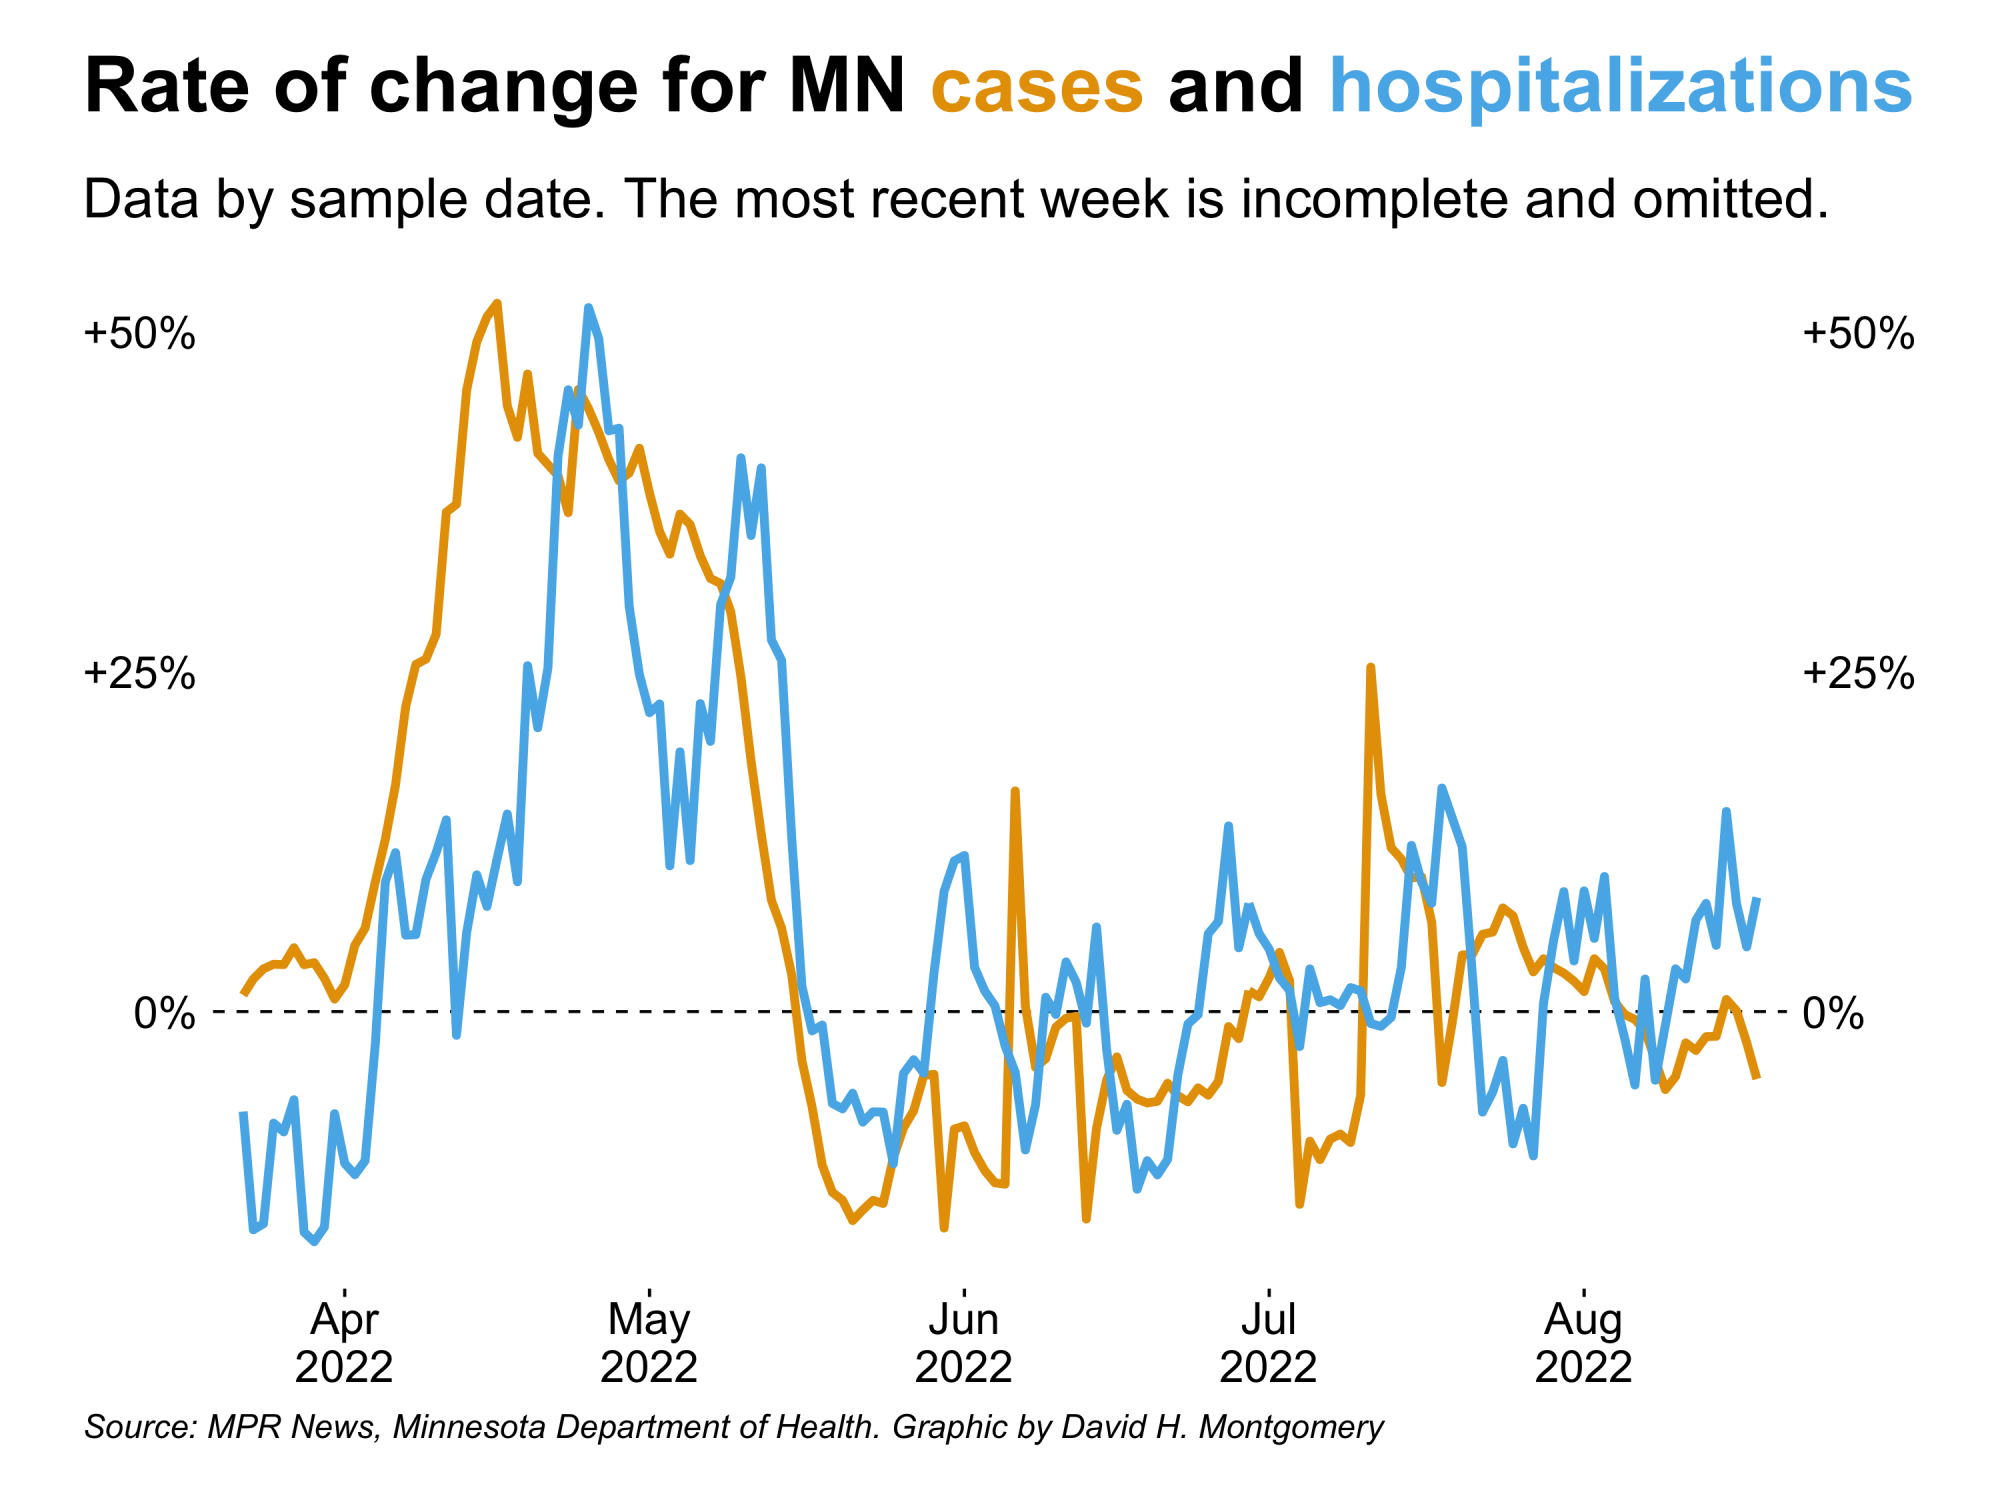 Rate of change for MN cases and hospitalizations
Data by sample date. The most recent week is incomplete and omitted.
+50% +50%
+25% +25%
0% 0%
Apr May Jun Jul Aug
2022 2022 2022 2022 2022
Source: MPR News, Minnesota Department of Health. Graphic by David H. Montgomery